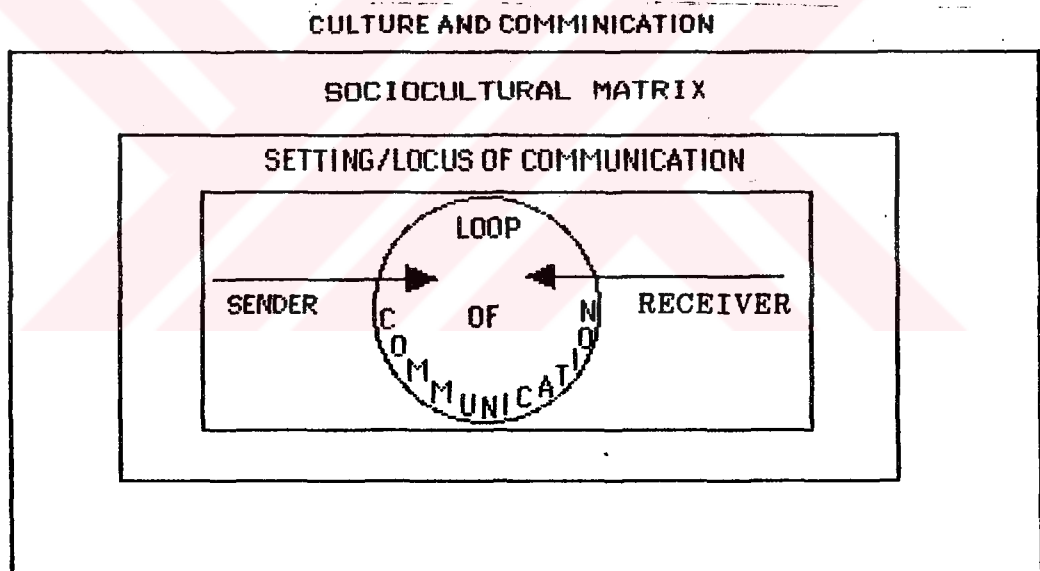 CULTURE AND COMMINICATION
SOCIOCULTURAL MATRIX
SETTING/LOCUS OF COMMUNICATION
LOOP
SENDER
OF
RECEIVER
COMMUNICATION